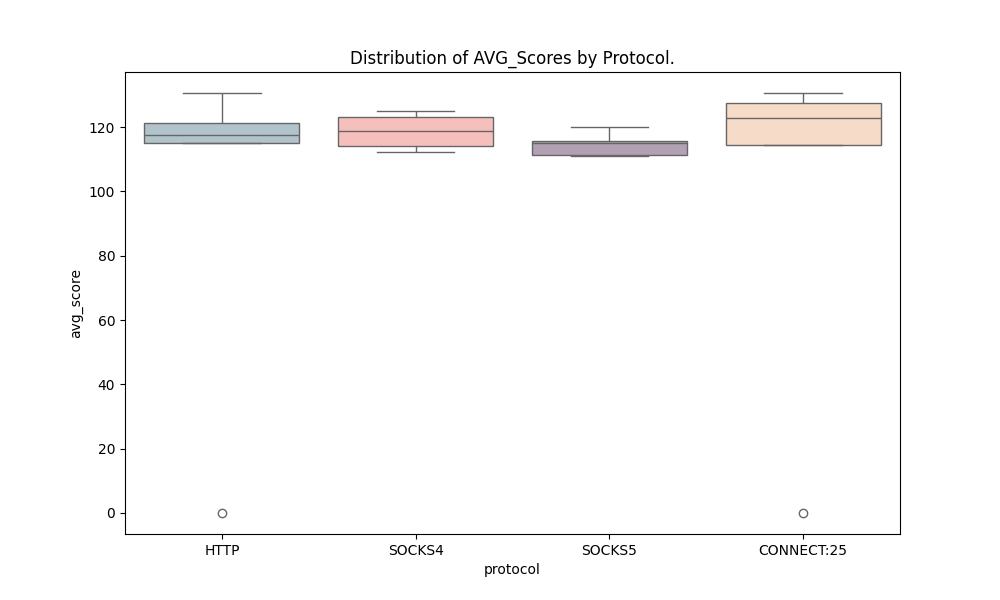 Distribution of AVG_Scores by Protocol.
avg_score
120
100
80
60
40
20
0
HTTP SOCKS4 SOCKS5 CONNECT:25
protocol